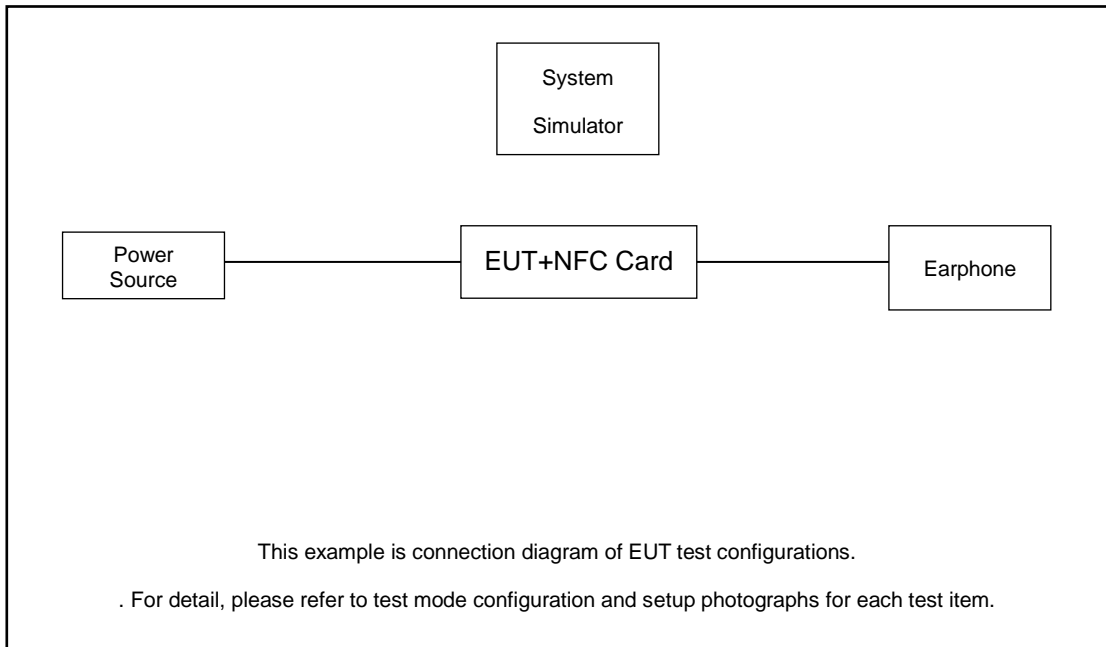 System
Simulator
Power
Source
EUT+NFC Card
Earphone
This example is connection diagram of EUT test configurations.
. For detail, please refer to test mode configuration and setup photographs for each test item.